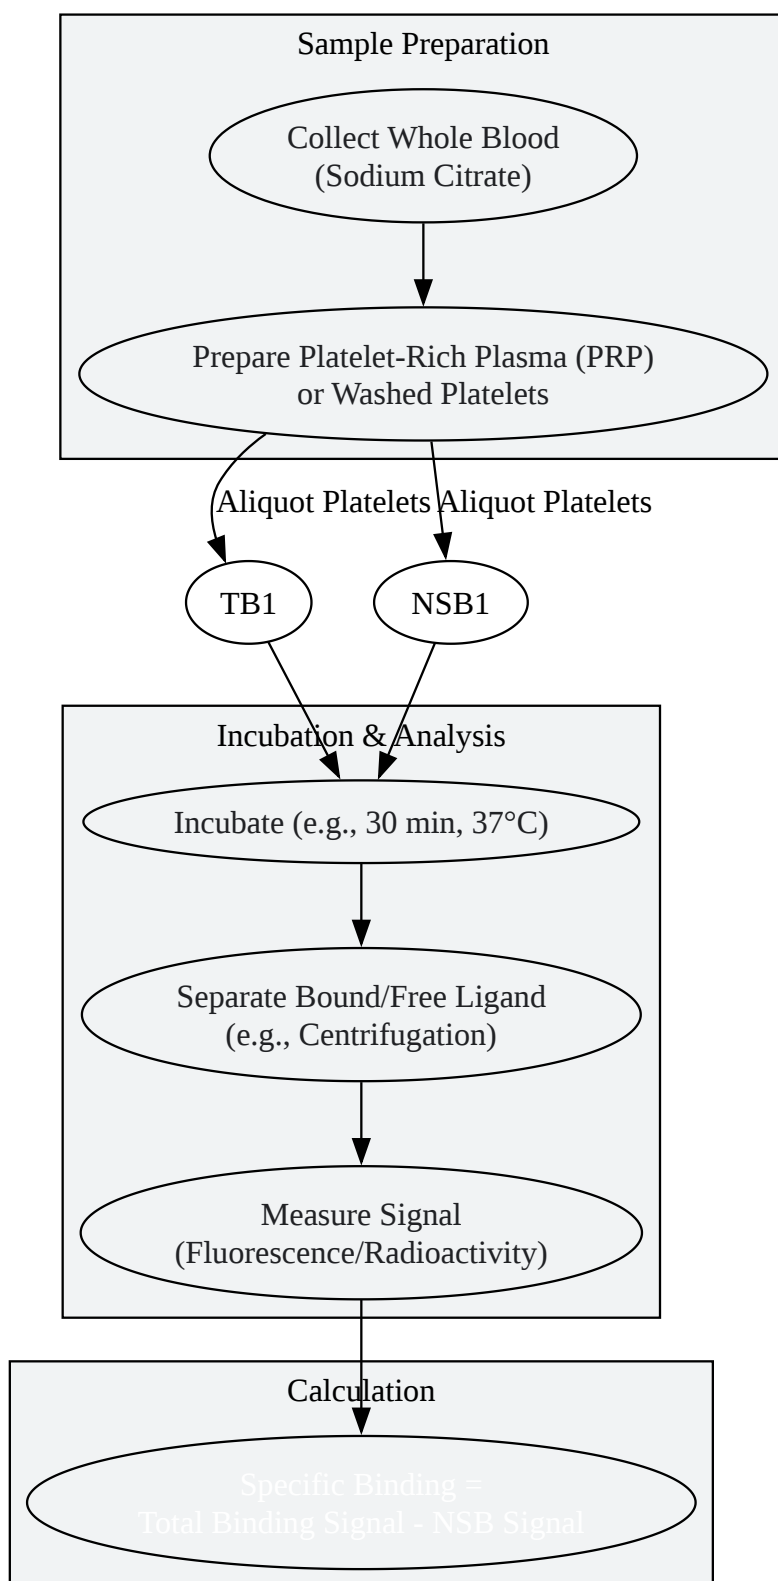 Sample Preparation
Collect Whole Blood
(Sodium Citrate)
Prepare Platelet-Rich Plasma (PRP)
or Washed Platelets
Aliquot Platelets
Aliquot Platelets
TB1
NSB1
Incubation & Analysis
Incubate (e.g., 30 min, 37°C)
Separate Bound/Free Ligand
(e.g., Centrifugation)
Measure Signal
(Fluorescence/Radioactivity)
Calculation
Specific Binding =
Total Binding Signal - NSB Signal